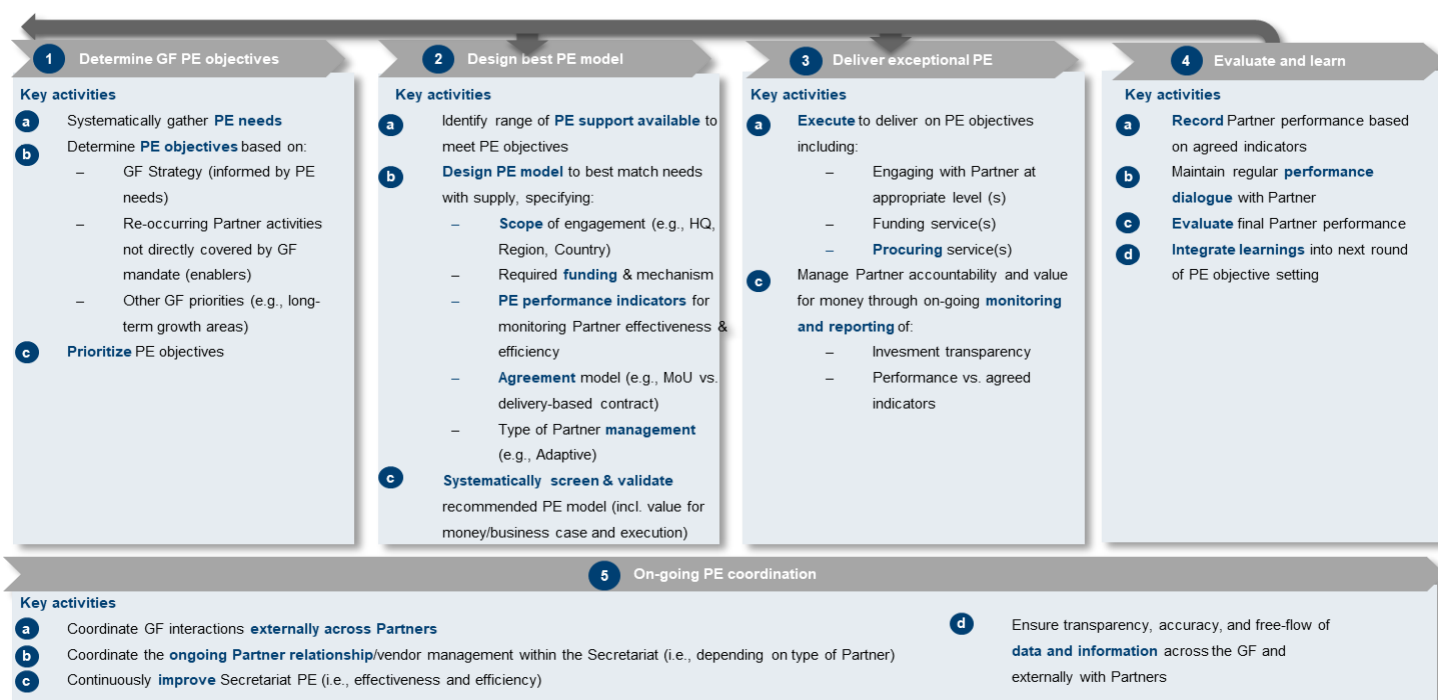 1 Determine GF PE objectives
Key activities
a Systematically gather PE needs
b Determine PE objectives based on:
– GF Strategy (informed by PE
needs)
– Re-occurring Partner activities
not directly covered by GF
mandate (enablers)
– Other GF priorities (e.g., long-
term growth areas)
c Prioritize PE objectives
2 Design best PE model
Key activities
a Identify range of PE support available to
meet PE objectives
b Design PE model to best match needs
with supply, specifying:
– Scope of engagement (e.g., HQ,
Region, Country)
– Required funding & mechanism
– PE performance indicators for
monitoring Partner effectiveness &
efficiency
– Agreement model (e.g., MoU vs.
delivery-based contract)
– Type of Partner management
(e.g., Adaptive)
c Systematically screen & validate
recommended PE model (incl. value for
money/business case and execution)
3 Deliver exceptional PE
Key activities
a Execute to deliver on PE objectives
including:
– Engaging with Partner at
appropriate level (s)
– Funding service(s)
– Procuring service(s)
c Manage Partner accountability and value
for money through on-going monitoring
and reporting of:
– Invesment transparency
– Performance vs. agreed
indicators
4 Evaluate and learn
Key activities
a Record Partner performance based
on agreed indicators
b Maintain regular performance
dialogue with Partner
c Evaluate final Partner performance
d Integrate learnings into next round
of PE objective setting
5 On-going PE coordination
Key activities
a Coordinate GF interactions externally across Partners
b Coordinate the ongoing Partner relationship/vendor management within the Secretariat (i.e., depending on type of Partner)
c Continuously improve Secretariat PE (i.e., effectiveness and efficiency)
d Ensure transparency, accuracy, and free-flow of
data and information across the GF and
externally with Partners